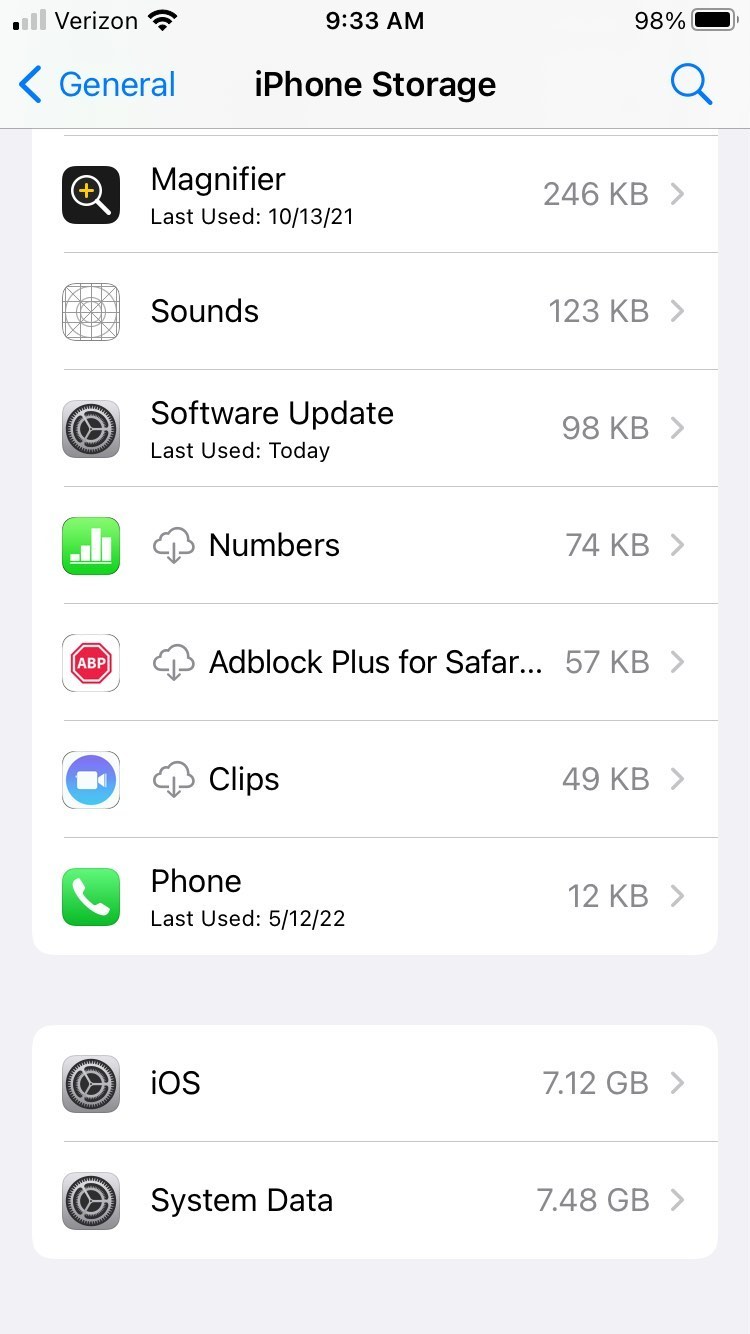 Verizon 9:33 AM 98%
General iPhone Storage
Magnifier 246 KB
Last Used: 10/13/21
Sounds 123 KB
Software Update 98 KB
Last Used: Today
Numbers 74 KB
ABP Adblock Plus for Safar... 57 KB
Clips 49 KB
Phone 12 KB
Last Used: 5/12/22
iOS 7.12 GB
System Data 7.48 GB